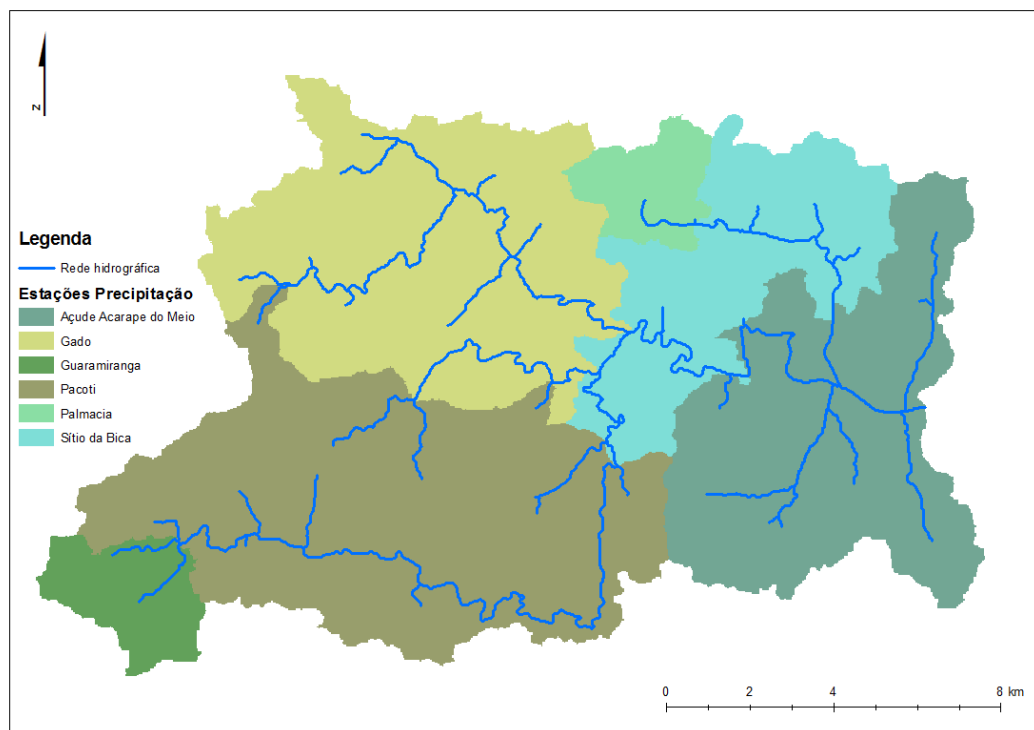 N
Legenda
Rede hidrográfica
Estações Precipitação
Açude Acarape do Meio
Gado
Guaramiranga
Pacoti
Palmacia
Sítio da Bica
0 2 4 8 km